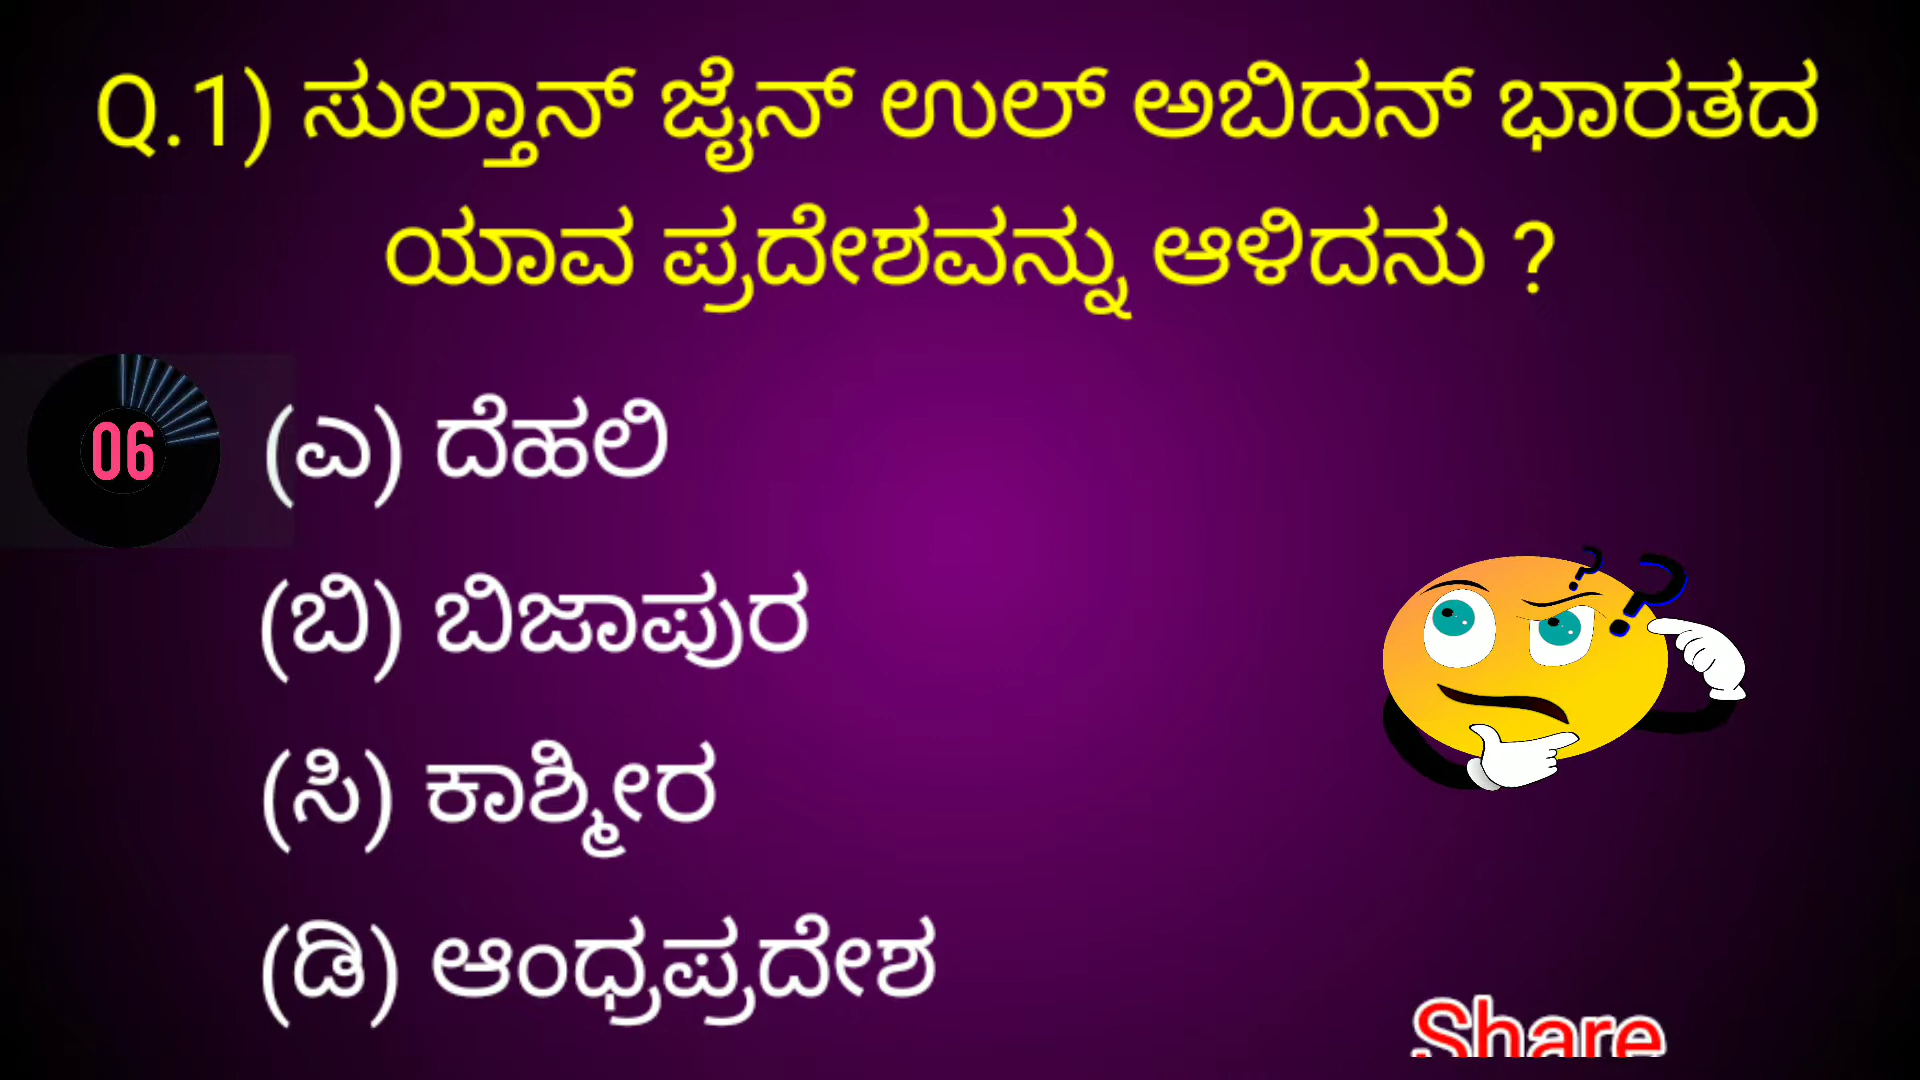 Q.1) ಸುಲ್ತಾನ್ ಜೈನ್ ಉಲ್ ಅಬಿದನ್ ಭಾರತದ
ಯಾವ ಪ್ರದೇಶವನ್ನು ಆಳಿದನು ?
06
(ಎ) ದೆಹಲಿ
(ಬಿ) ಬಿಜಾಪುರ
(ಸಿ) ಕಾಶ್ಮೀರ
(ಡಿ) ಆಂಧ್ರಪ್ರದೇಶ
Share